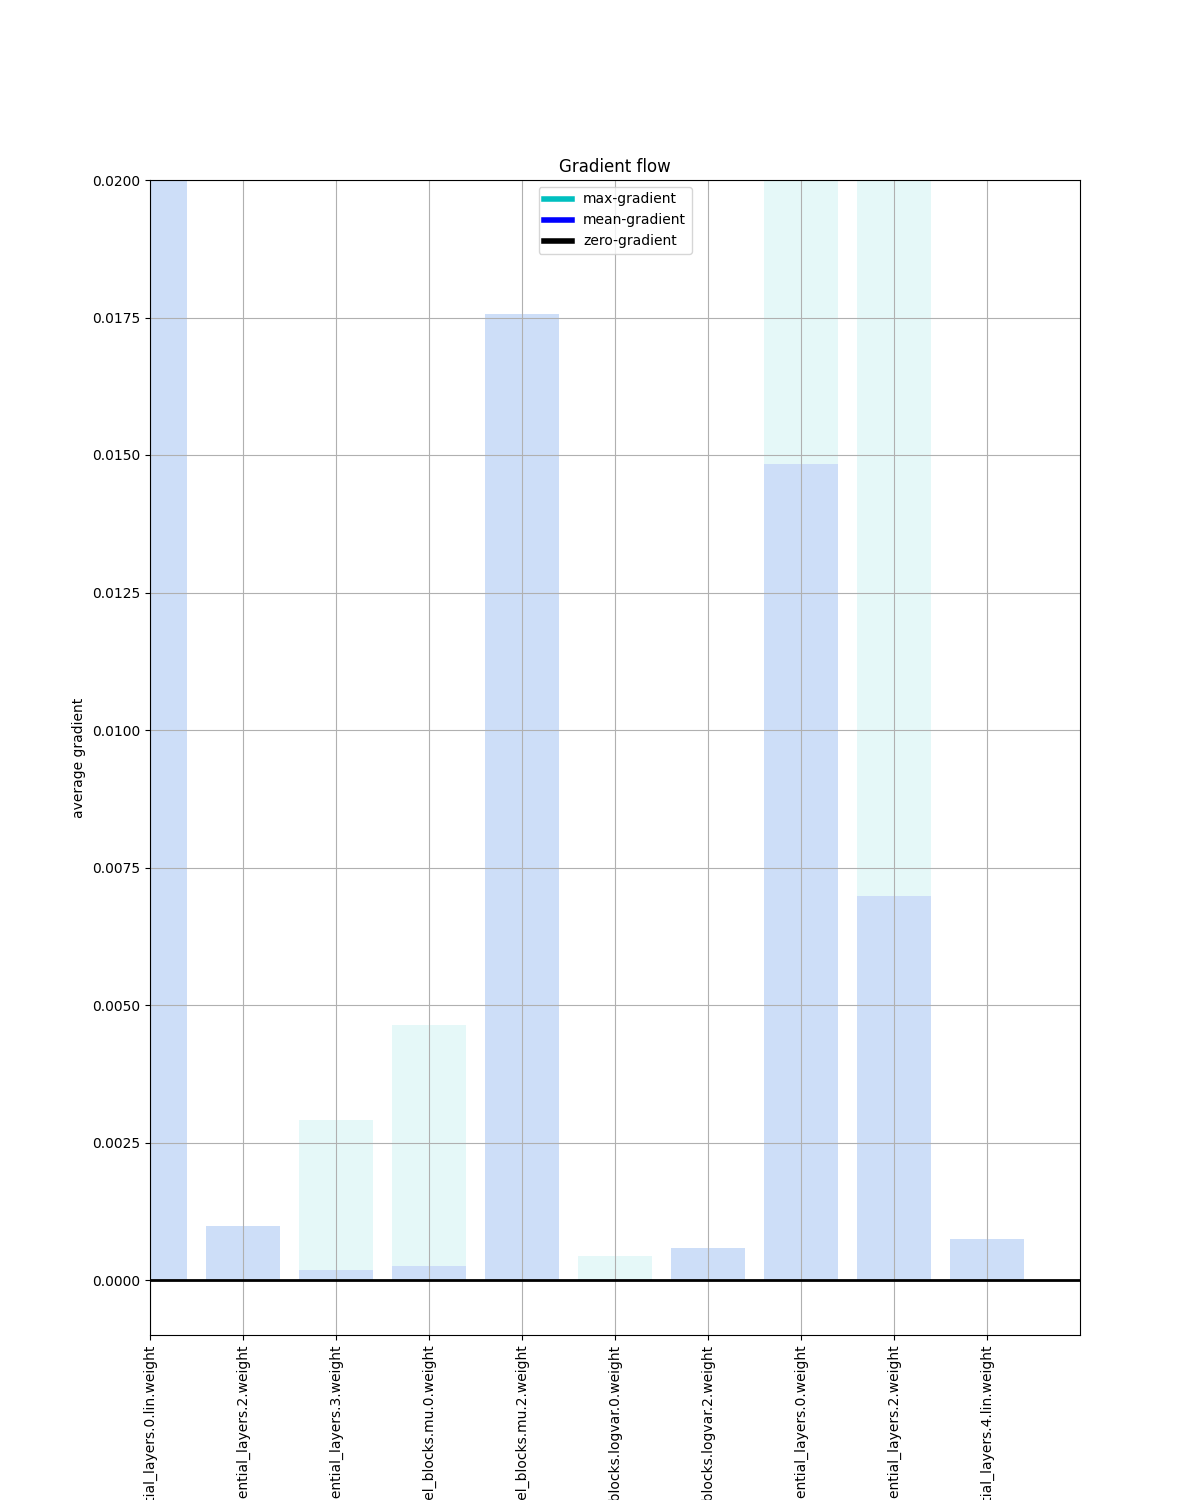 Gradient flow
max-gradient
mean-gradient
zero-gradient
average gradient
0.0200
0.0175
0.0150
0.0125
0.0100
0.0075
0.0050
0.0025
0.0000
tial_layers.0.lin.weight
ential_layers.2.weight
ential_layers.3.weight
el_blocks.mu.0.weight
el_blocks.mu.2.weight
blocks.logvar.0.weight
blocks.logvar.2.weight
ential_layers.0.weight
ential_layers.2.weight
tial_layers.4.lin.weight